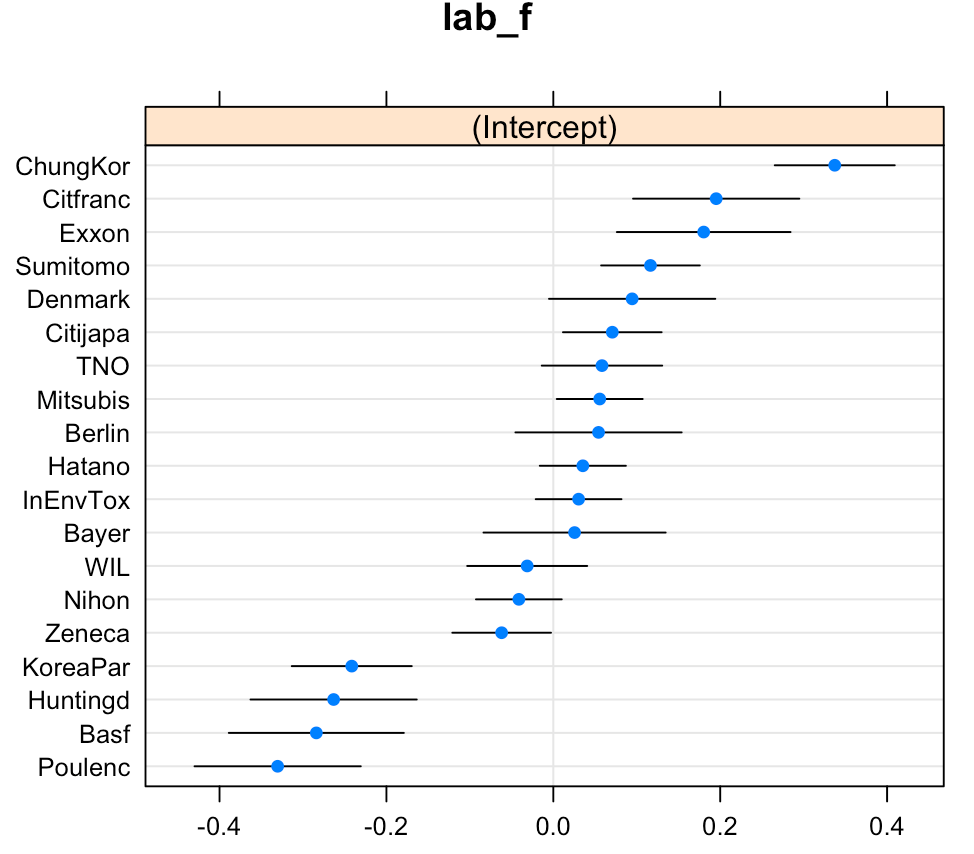 lab_f
(Intercept)
ChungKor
Citfranc
Exxon
Sumitomo
Denmark
Citijapa
TNO
Mitsubis
Berlin
Hatano
InEnvTox
Bayer
WIL
Nihon
Zeneca
KoreaPar
Huntingd
Basf
Poulenc
-0.4 -0.2 0.0 0.2 0.4